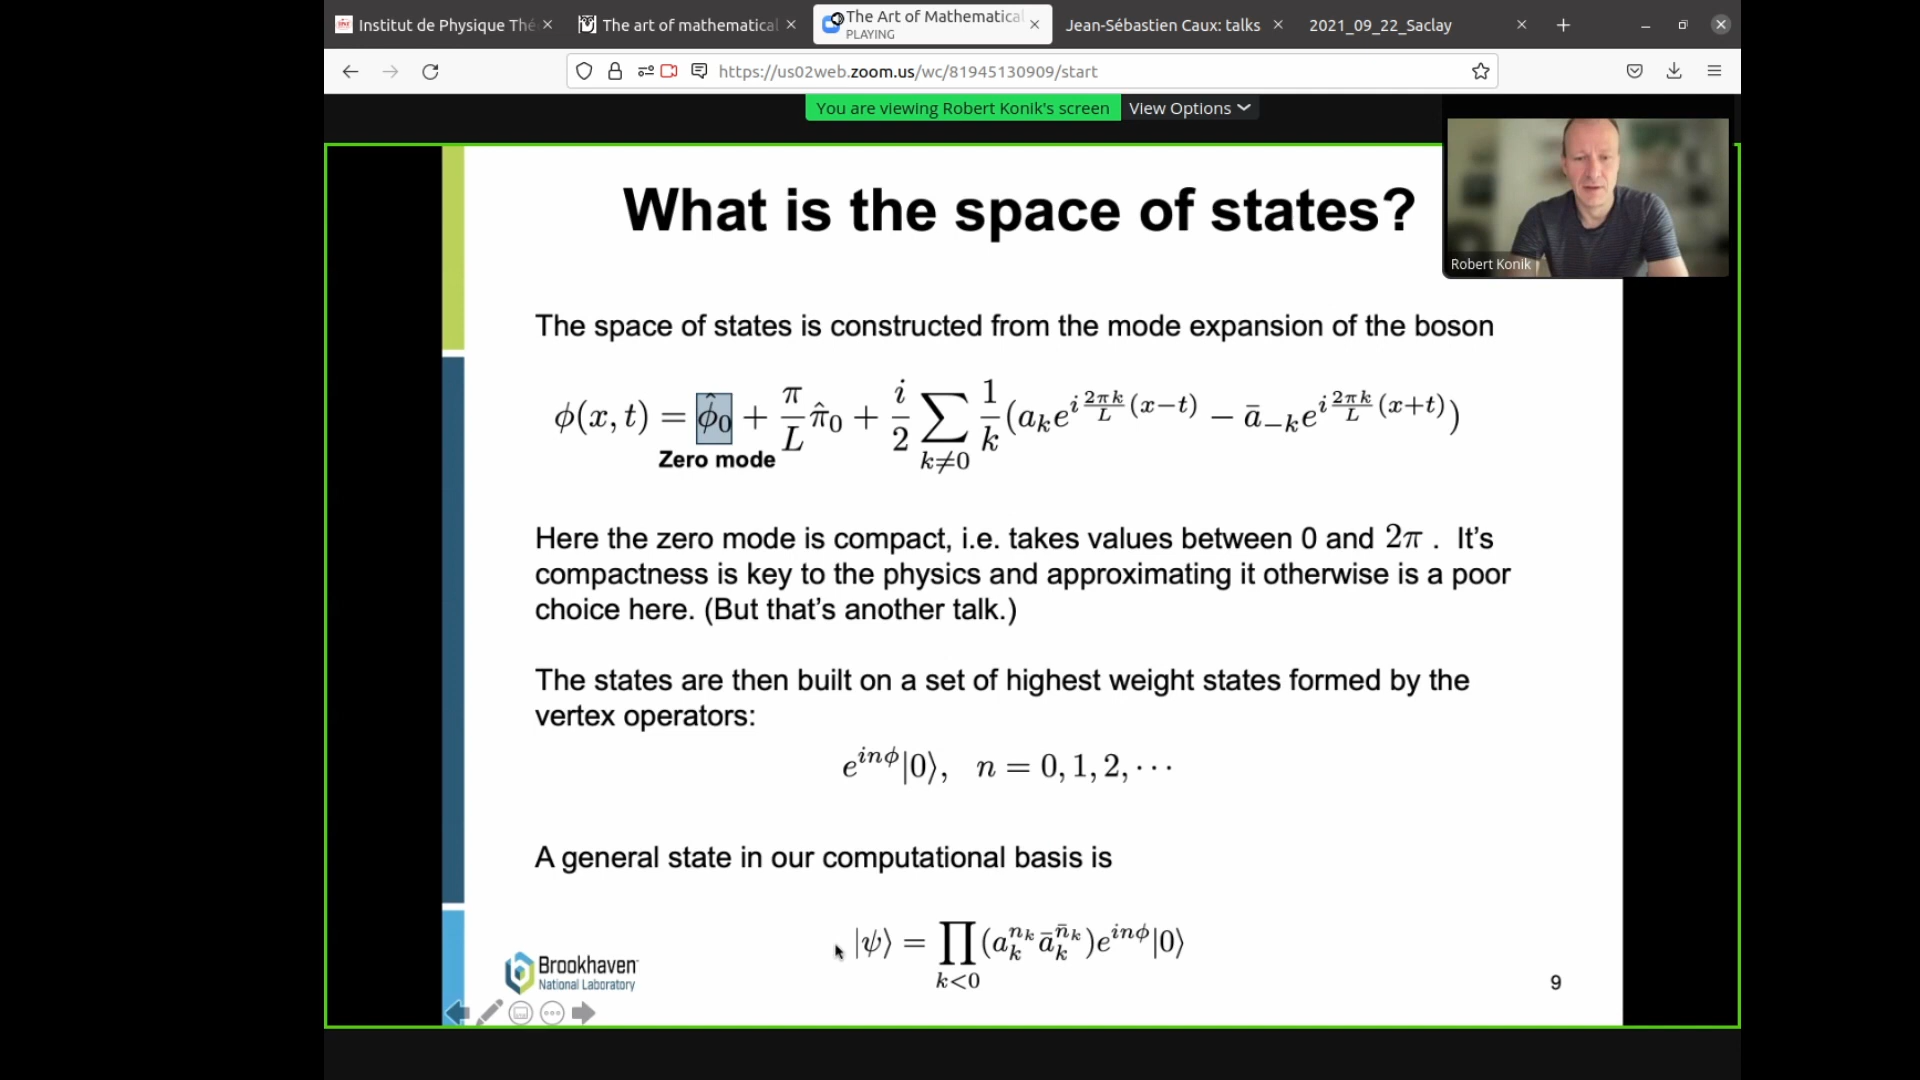 Institut de Physique Thé
The art of mathematical
The Art of Mathematica
PLAYING
Jean-Sébastien Caux: talks
2021_09_22_Saclay
https://us02web.zoom.us/wc/81945130909/start
You are viewing Robert Konik's screen
View Options
Robert Konik
What is the space of states?
The space of states is constructed from the mode expansion of the boson
ϕ(x, t) = ϕ̂₀ + π/L π̂₀ + i/2 ∑_{k≠0} 1/k (a_k e^{i 2πk/L (x−t)} − ā_{−k} e^{i 2πk/L (x+t)})
Zero mode
Here the zero mode is compact, i.e. takes values between 0 and 2π . It's
compactness is key to the physics and approximating it otherwise is a poor
choice here. (But that's another talk.)
The states are then built on a set of highest weight states formed by the
vertex operators:
e^{inϕ}|0⟩, n = 0, 1, 2, ···
A general state in our computational basis is
|ψ⟩ = ∏_{k<0} (a_k^{n_k} ā_k^{n̄_k}) e^{inϕ}|0⟩
Brookhaven
National Laboratory
9